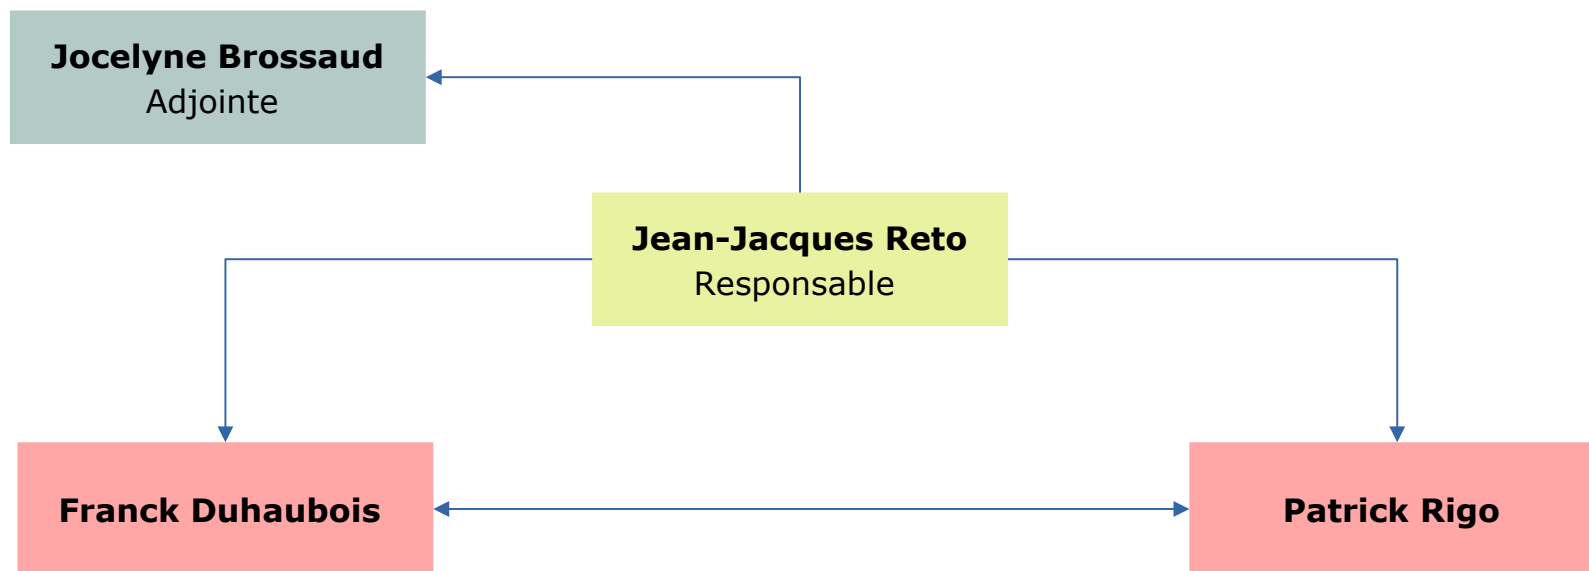 Jocelyne Brossaud
Adjointe
Jean-Jacques Reto
Responsable
Franck Duhaubois
Patrick Rigo